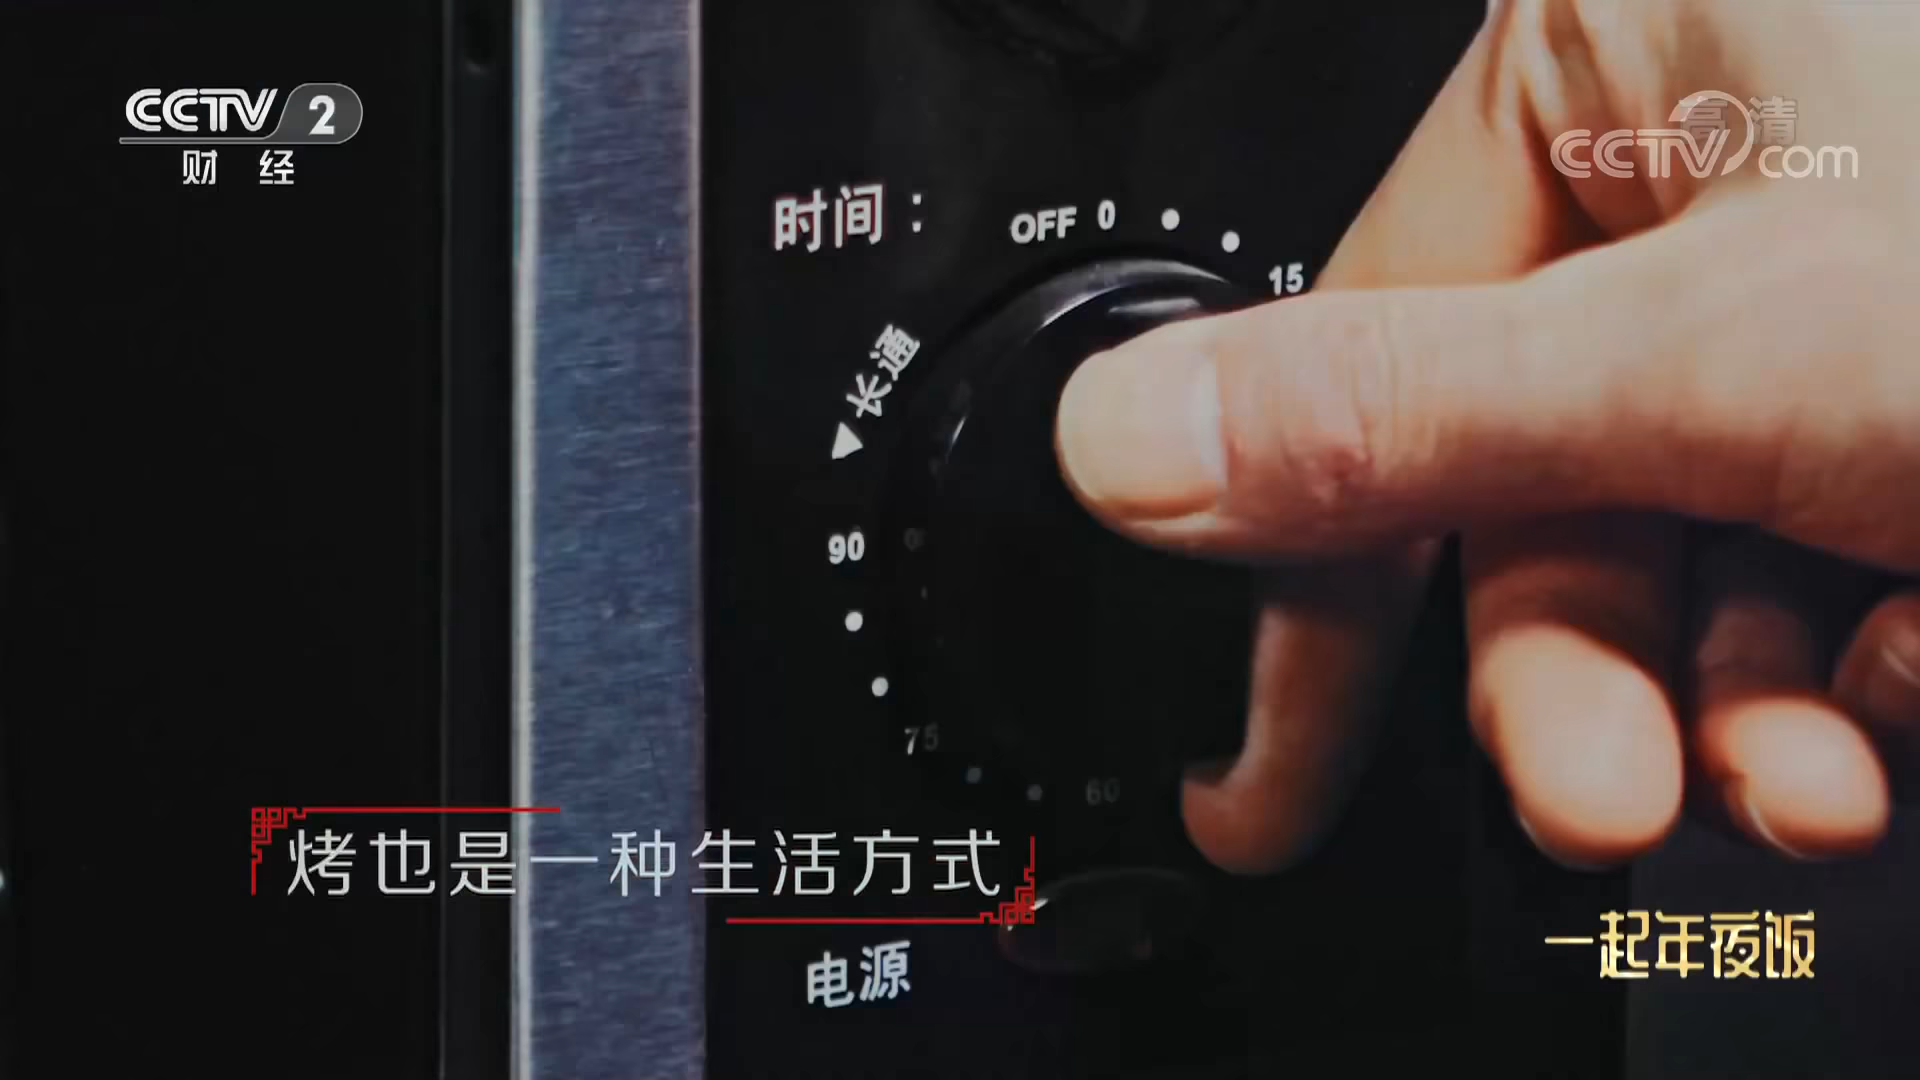 CCTV 2
财 经
高清
CCTV.com
时间：
OFF 0
15
长通
90
75
60
烤也是一种生活方式
电源
一起年夜饭